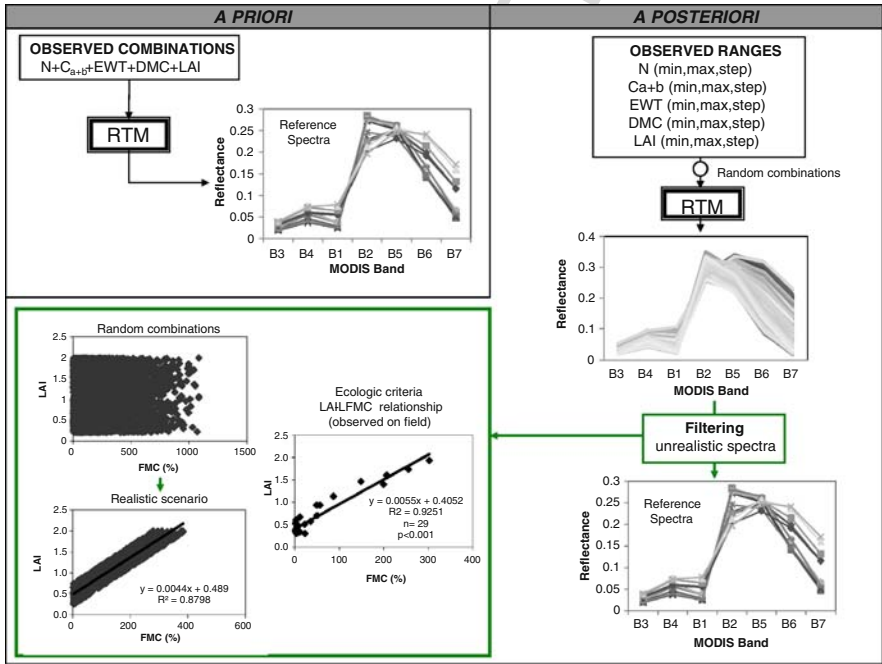 A PRIORI
A POSTERIORI
OBSERVED COMBINATIONS
N+Ca+b+EWT+DMC+LAI
RTM
Reflectance
0.3
0.25
0.2
0.15
0.1
0.05
0
Reference
Spectra
B3 B4 B1 B2 B5 B6 B7
MODIS Band
OBSERVED RANGES
N (min,max,step)
Ca+b (min,max,step)
EWT (min,max,step)
DMC (min,max,step)
LAI (min,max,step)
Random combinations
RTM
Reflectance
0.4
0.3
0.2
0.1
0
B3 B4 B1 B2 B5 B6 B7
MODIS Band
Filtering
unrealistic spectra
Reflectance
0.3
0.25
0.2
0.15
0.1
0.05
0
Reference
Spectra
B3 B4 B1 B2 B5 B6 B7
MODIS Band
Random combinations
LAI
2.5
2
1.5
1
0.5
0
0 500 1000 1500
FMC (%)
Realistic scenario
LAI
2.5
2.0
1.5
1.0
0.5
0.0
y = 0.0044x + 0.489
R² = 0.8798
0 200 400 600
FMC (%)
Ecologic criteria
LAI-LFMC relationship
(observed on field)
LAI
2.5
2.0
1.5
1.0
0.5
0.0
y = 0.0055x + 0.4052
R2 = 0.9251
n= 29
p<0.001
0 100 200 300 400
FMC (%)